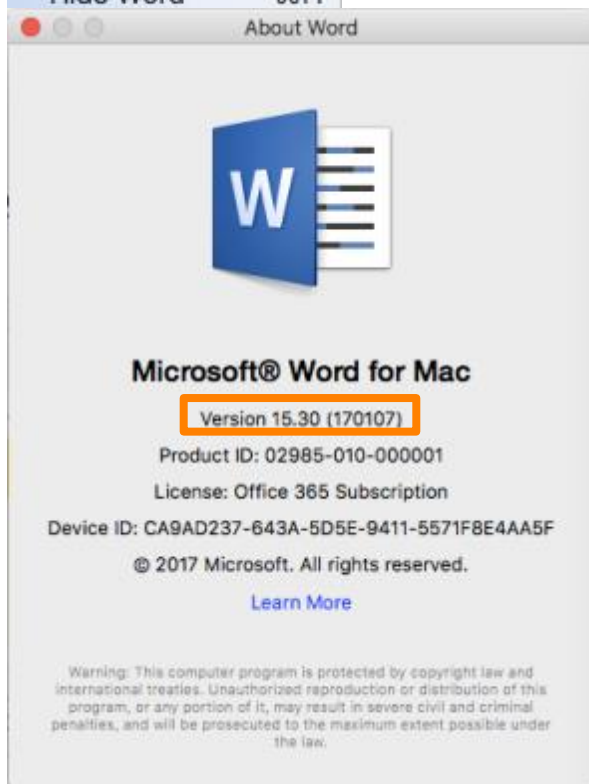 About Word
W
Microsoft® Word for Mac
Version 15.30 (170107)
Product ID: 02985-010-000001
License: Office 365 Subscription
Device ID: CA9AD237-643A-5D5E-9411-5571F8E4AA5F
© 2017 Microsoft. All rights reserved.
Learn More
Warning: This computer program is protected by copyright law and
international treaties. Unauthorized reproduction or distribution of this
program, or any portion of it, may result in severe civil and criminal
penalties, and will be prosecuted to the maximum extent possible under
the law.